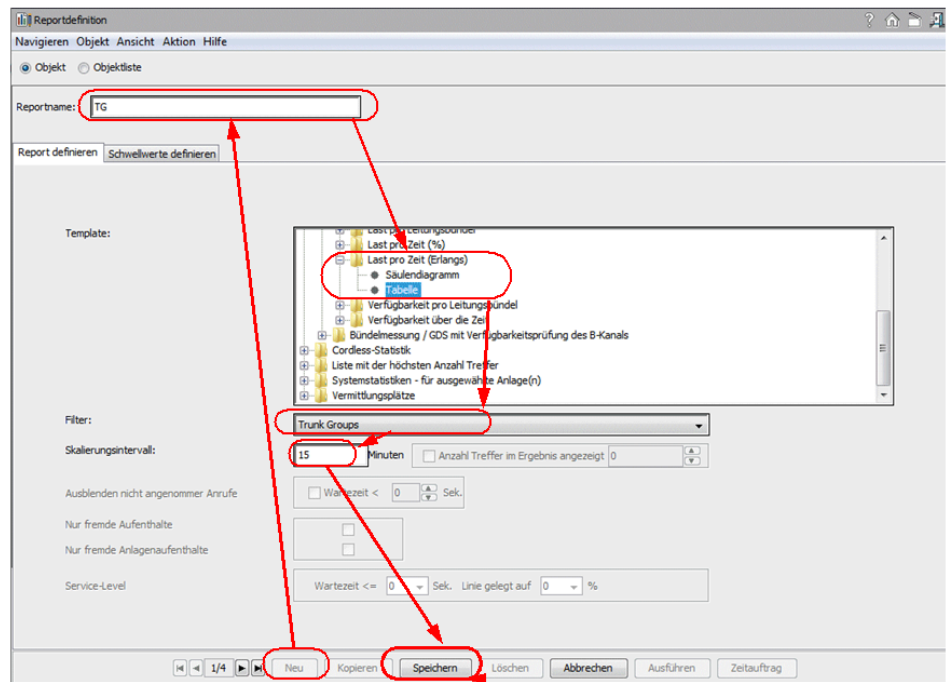 Reportdefinition
Navigieren Objekt Ansicht Aktion Hilfe
Objekt Objektliste
Reportname: TG
Report definieren Schwellwerte definieren
Template:
Last pro Leitungsbündel
Last pro Zeit (%)
Last pro Zeit (Erlangs)
Säulendiagramm
Tabelle
Verfügbarkeit pro Leitungsbündel
Verfügbarkeit über die Zeit
Bündelmessung / GDS mit Verfügbarkeitsprüfung des B-Kanals
Cordless-Statistik
Liste mit der höchsten Anzahl Treffer
Systemstatistiken - für ausgewählte Anlage(n)
Vermittlungsplätze
Filter: Trunk Groups
Skalierungsintervall: 15 Minuten Anzahl Treffer im Ergebnis angezeigt 0
Ausblenden nicht angenommer Anrufe Wartezeit < 0 Sek.
Nur fremde Aufenthalte
Nur fremde Anlagenaufenthalte
Service-Level Wartezeit <= 0 Sek. Linie gelegt auf 0 %
1/4 Neu Kopieren Speichern Löschen Abbrechen Ausführen Zeitauftrag